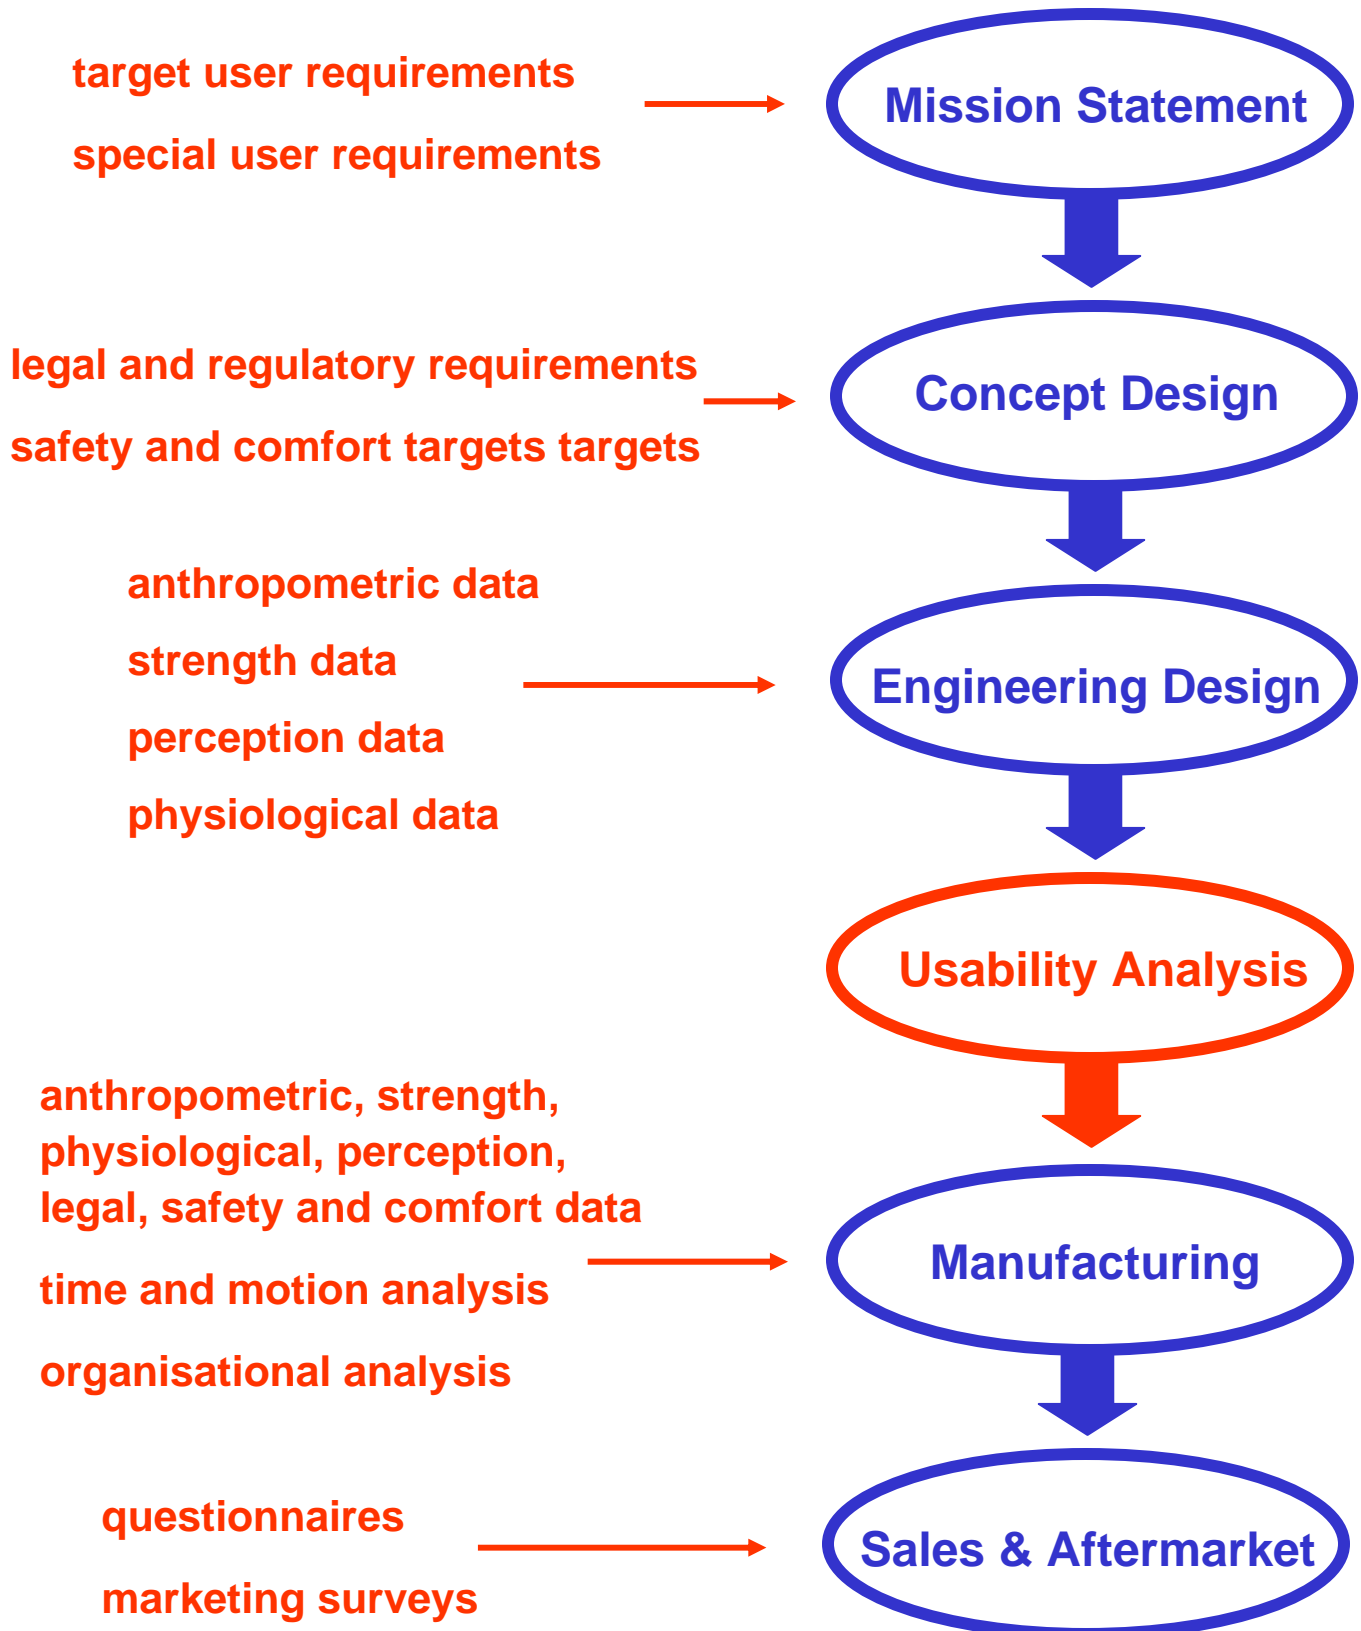 target user requirements
special user requirements
Mission Statement
legal and regulatory requirements
safety and comfort targets targets
Concept Design
anthropometric data
strength data
perception data
physiological data
Engineering Design
Usability Analysis
anthropometric, strength,
physiological, perception,
legal, safety and comfort data
time and motion analysis
organisational analysis
Manufacturing
questionnaires
marketing surveys
Sales & Aftermarket